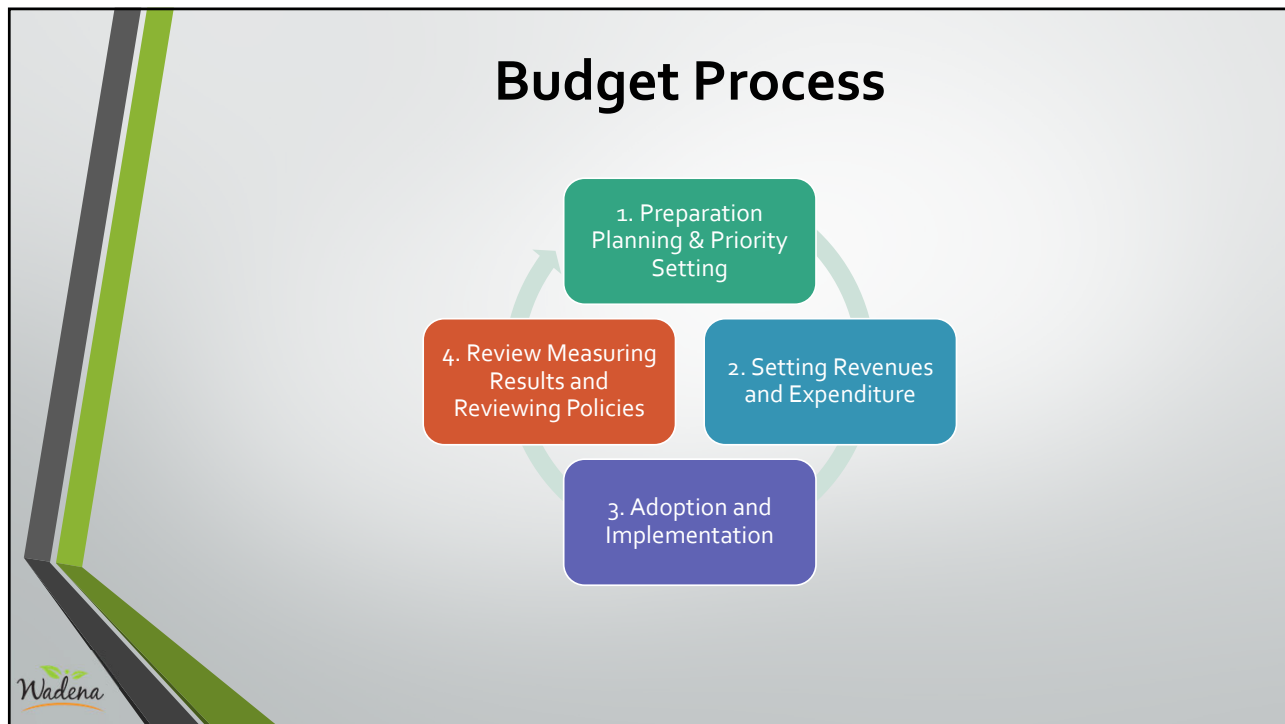 Budget Process
1. Preparation
Planning & Priority
Setting
2. Setting Revenues
and Expenditure
3. Adoption and
Implementation
4. Review Measuring
Results and
Reviewing Policies
Wadena